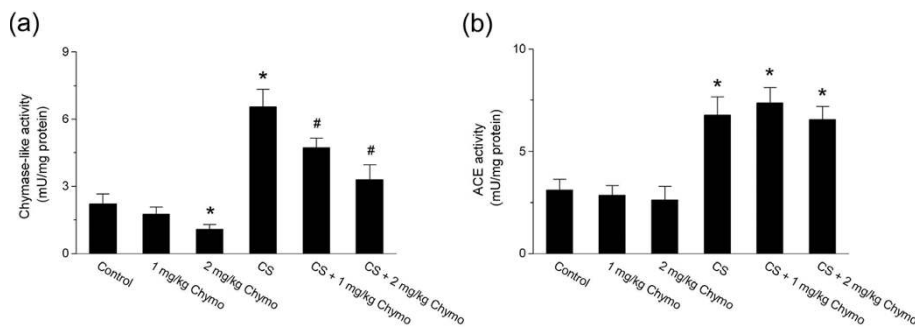 (a)
Chymase-like activity
(mU/mg protein)
9
6
3
0
*
*
#
#
Control
1 mg/kg Chymo
2 mg/kg Chymo
CS
CS + 1 mg/kg Chymo
CS + 2 mg/kg Chymo
(b)
ACE activity
(mU/mg protein)
10
5
0
*
*
*
Control
1 mg/kg Chymo
2 mg/kg Chymo
CS
CS + 1 mg/kg Chymo
CS + 2 mg/kg Chymo